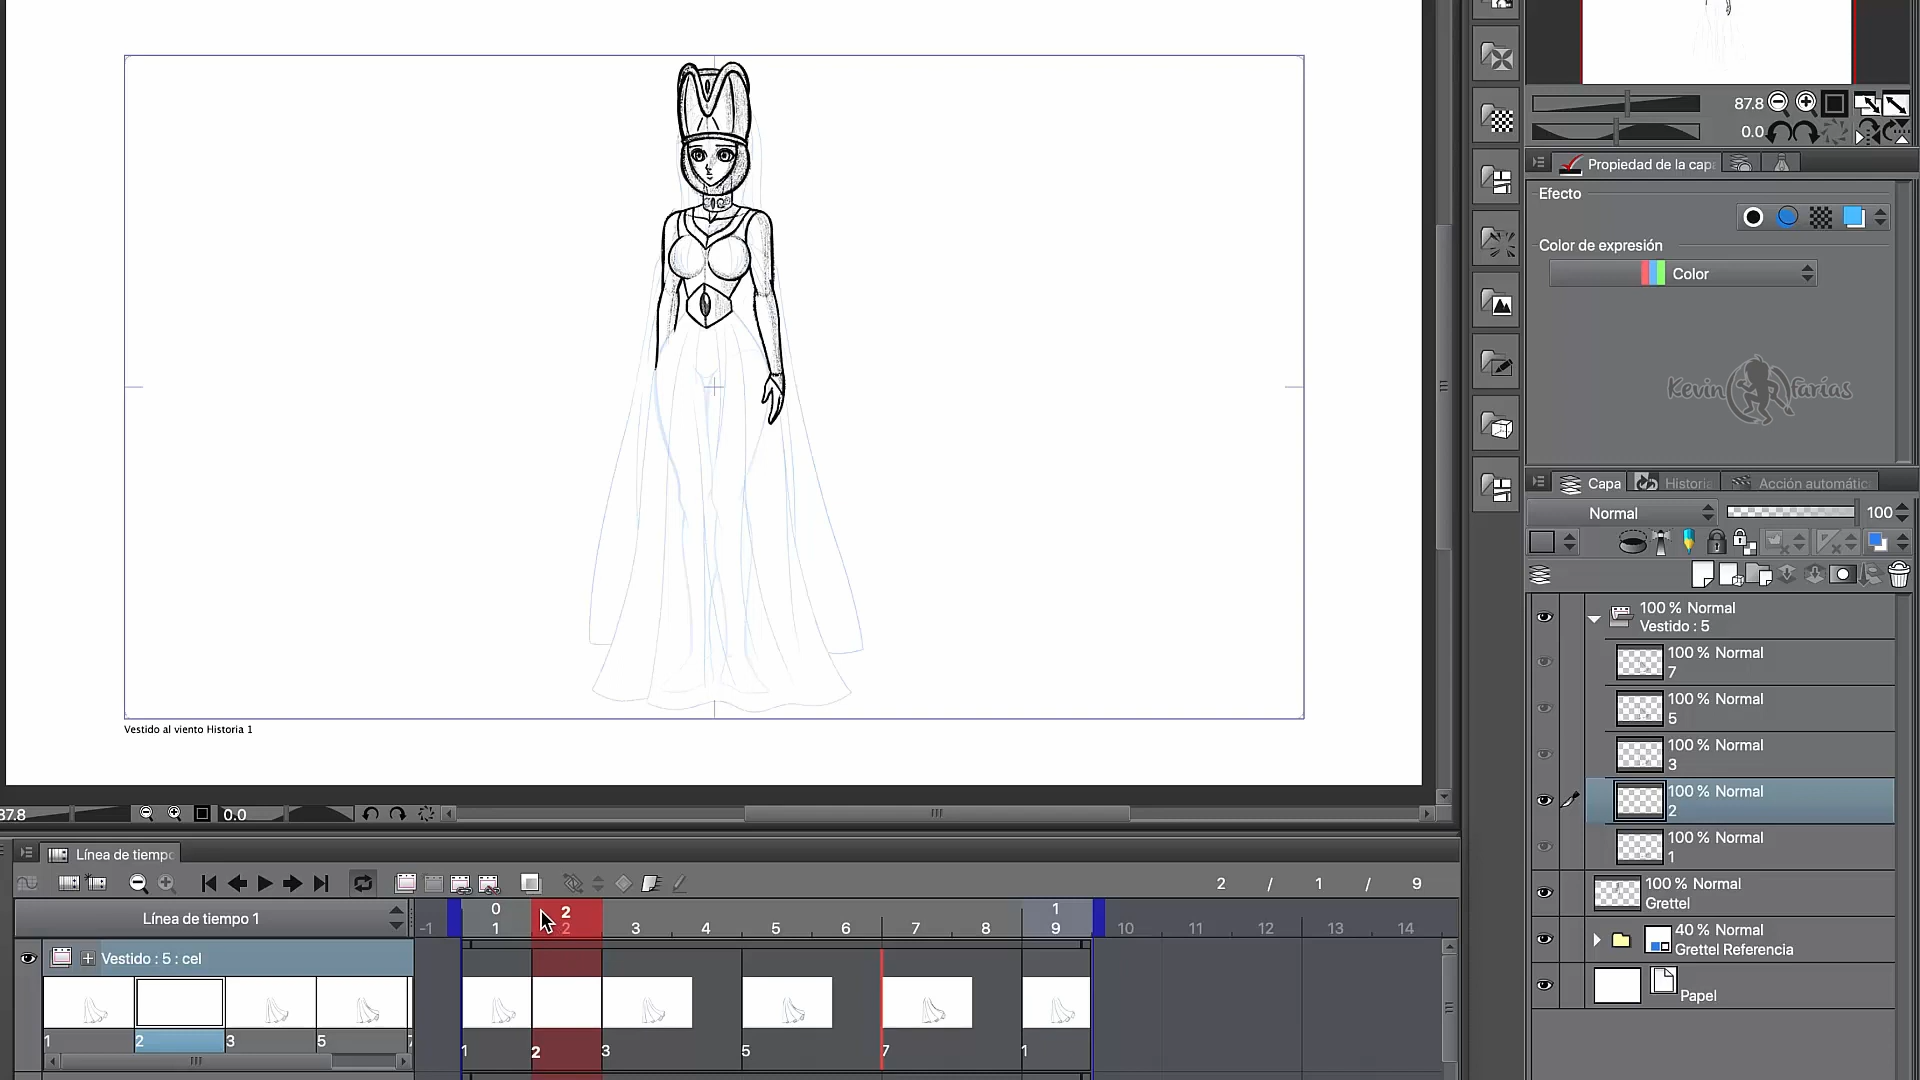 87.8
0.0
Propiedad de la cap
Efecto
Color de expresión
Color
Kevin farias
Capa
Historia
Acción automátic
Normal
100
100 % Normal
Vestido : 5
100 % Normal
7
100 % Normal
5
100 % Normal
3
100 % Normal
2
100 % Normal
1
100 % Normal
Grettel
40 % Normal
Grettel Referencia
Papel
Vestido al viento Historia 1
37.8
0.0
Línea de tiempo
2 / 1 / 9
Línea de tiempo 1
0 2 1
-1 1 2 3 4 5 6 7 8 9 10 11 12 13 14
Vestido : 5 : cel
1 2 3 5
1 2 3 5 7 1